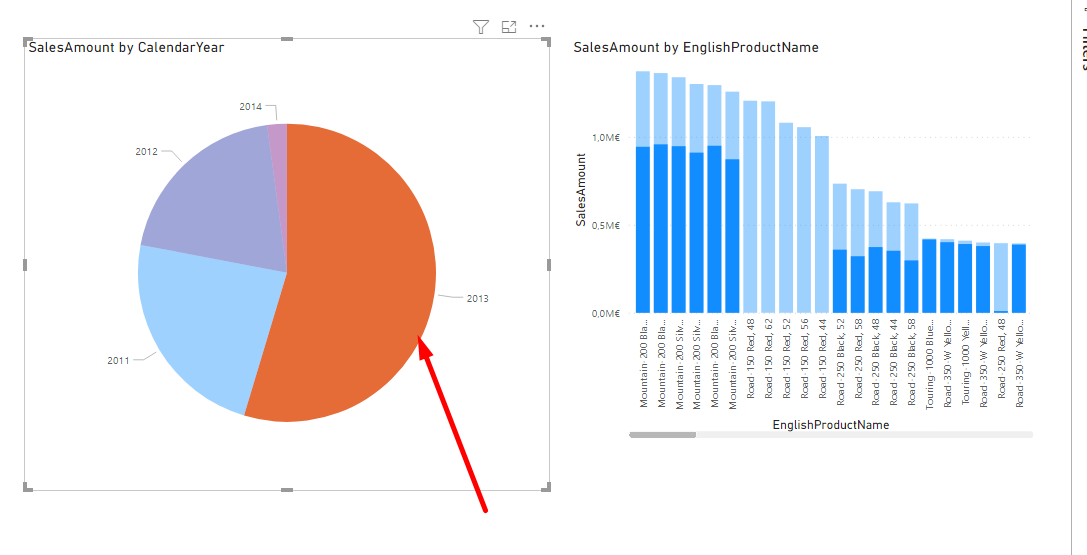 SalesAmount by CalendarYear
2014
2012
2013
2011
SalesAmount by EnglishProductName
SalesAmount
1,0M€
0,5M€
0,0M€
Mountain-200 Bla...
Mountain-200 Bla...
Mountain-200 Silv...
Mountain-200 Silv...
Mountain-200 Bla...
Mountain-200 Silv...
Road-150 Red, 48
Road-150 Red, 62
Road-150 Red, 52
Road-150 Red, 56
Road-150 Red, 44
Road-250 Black, 52
Road-250 Red, 58
Road-250 Black, 48
Road-250 Black, 44
Road-250 Black, 58
Touring-1000 Blue...
Road-350-W Yello...
Touring-1000 Yell...
Road-350-W Yello...
Road-250 Red, 48
Road-350-W Yello...
EnglishProductName
Filters